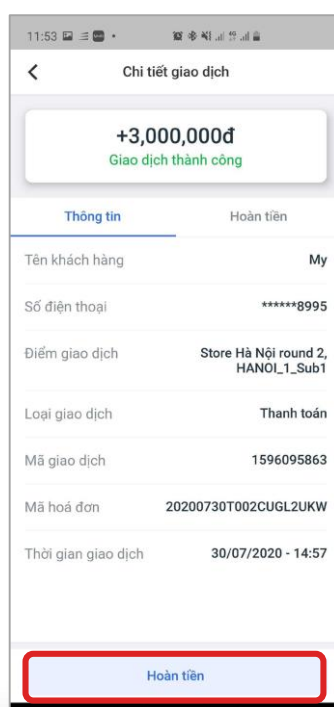 11:53
Chi tiết giao dịch
+3,000,000đ
Giao dịch thành công
Thông tin
Hoàn tiền
Tên khách hàng
My
Số điện thoại
******8995
Điểm giao dịch
Store Hà Nội round 2,
HANOI_1_Sub1
Loại giao dịch
Thanh toán
Mã giao dịch
1596095863
Mã hoá đơn
20200730T002CUGL2UKW
Thời gian giao dịch
30/07/2020 - 14:57
Hoàn tiền